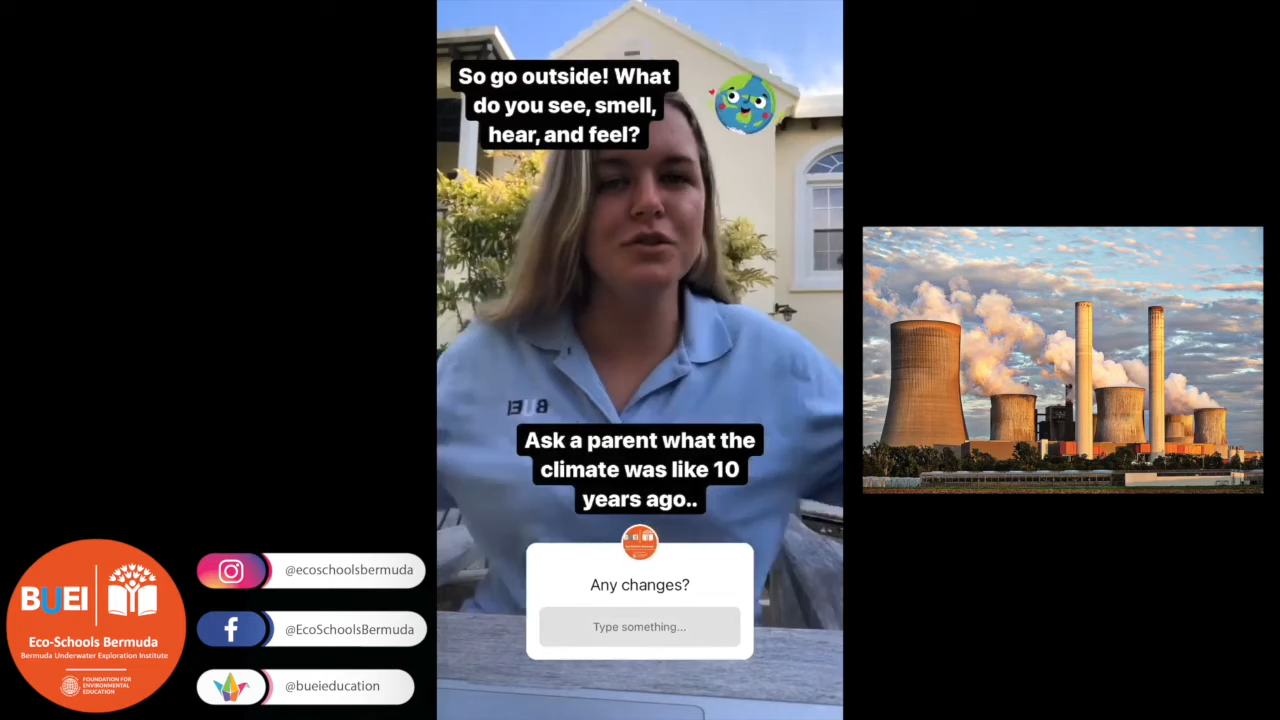 So go outside! What
do you see, smell,
hear, and feel?
BUEI
Ask a parent what the
climate was like 10
years ago..
Any changes?
Type something...
BUEI
Eco-Schools Bermuda
Bermuda Underwater Exploration Institute
FOUNDATION FOR
ENVIRONMENTAL
EDUCATION
@ecoschoolsbermuda
@EcoSchoolsBermuda
@bueieducation